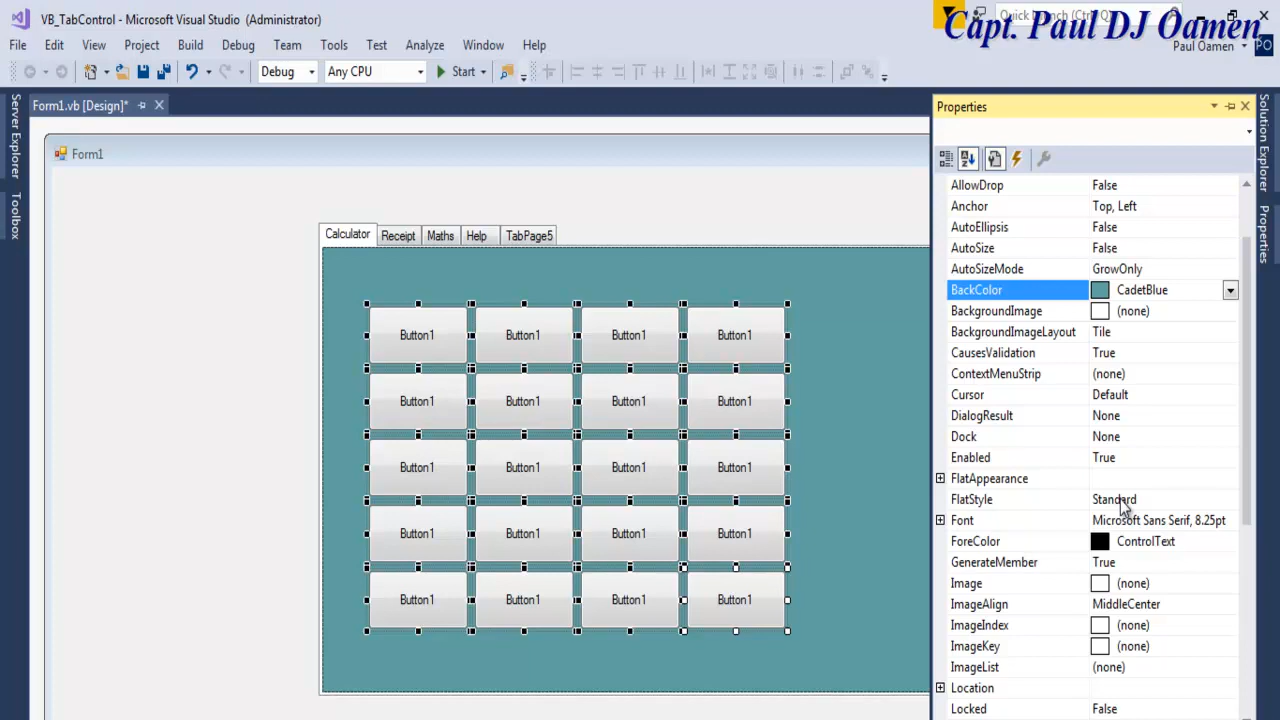 VB_TabControl - Microsoft Visual Studio (Administrator)
Quick Launch (Ctrl+Q)
Capt. Paul DJ Oamen
File Edit View Project Build Debug Team Tools Test Analyze Window Help
Paul Oamen PO
Debug Any CPU Start
Form1.vb [Design]*
Server Explorer
Toolbox
Form1
Calculator Receipt Maths Help TabPage5
Button1 Button1 Button1 Button1
Button1 Button1 Button1 Button1
Button1 Button1 Button1 Button1
Button1 Button1 Button1 Button1
Button1 Button1 Button1 Button1
Properties
AllowDrop False
Anchor Top, Left
AutoEllipsis False
AutoSize False
AutoSizeMode GrowOnly
BackColor CadetBlue
BackgroundImage (none)
BackgroundImageLayout Tile
CausesValidation True
ContextMenuStrip (none)
Cursor Default
DialogResult None
Dock None
Enabled True
FlatAppearance
FlatStyle Standard
Font Microsoft Sans Serif, 8.25pt
ForeColor ControlText
GenerateMember True
Image (none)
ImageAlign MiddleCenter
ImageIndex (none)
ImageKey (none)
ImageList (none)
Location
Locked False
Solution Explorer
Properties